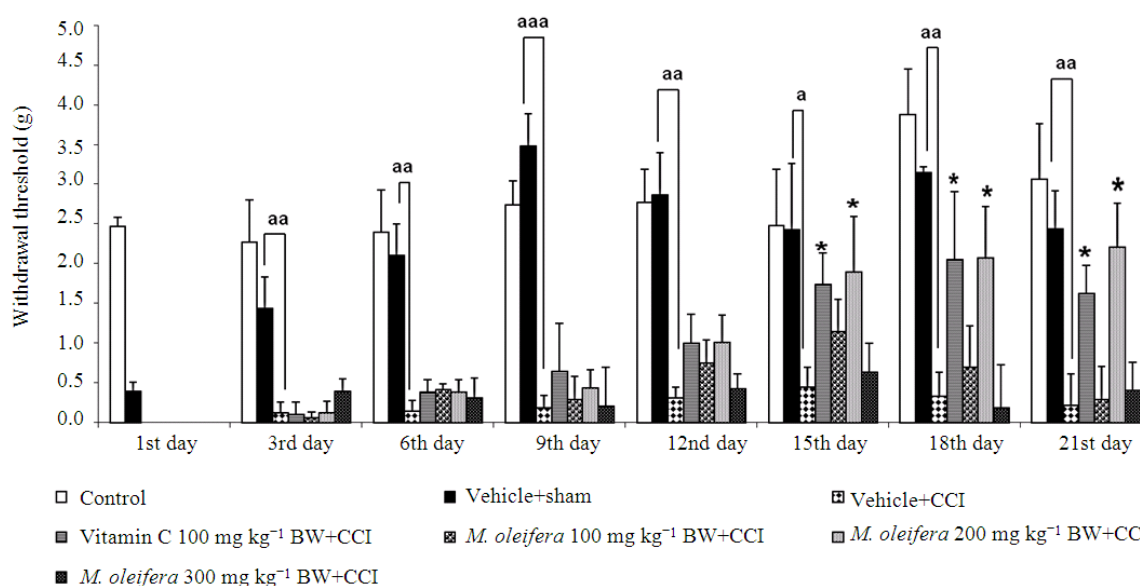 Withdrawal threshold (g)
5.0
4.5
4.0
3.5
3.0
2.5
2.0
1.5
1.0
0.5
0.0
aa
aa
aaa
aa
a
*
*
aa
*
*
aa
*
*
1st day
3rd day
6th day
9th day
12nd day
15th day
18th day
21st day
Control
Vehicle+sham
Vehicle+CCI
Vitamin C 100 mg kg⁻¹ BW+CCI
M. oleifera 100 mg kg⁻¹ BW+CCI
M. oleifera 200 mg kg⁻¹ BW+CC
M. oleifera 300 mg kg⁻¹ BW+CCI